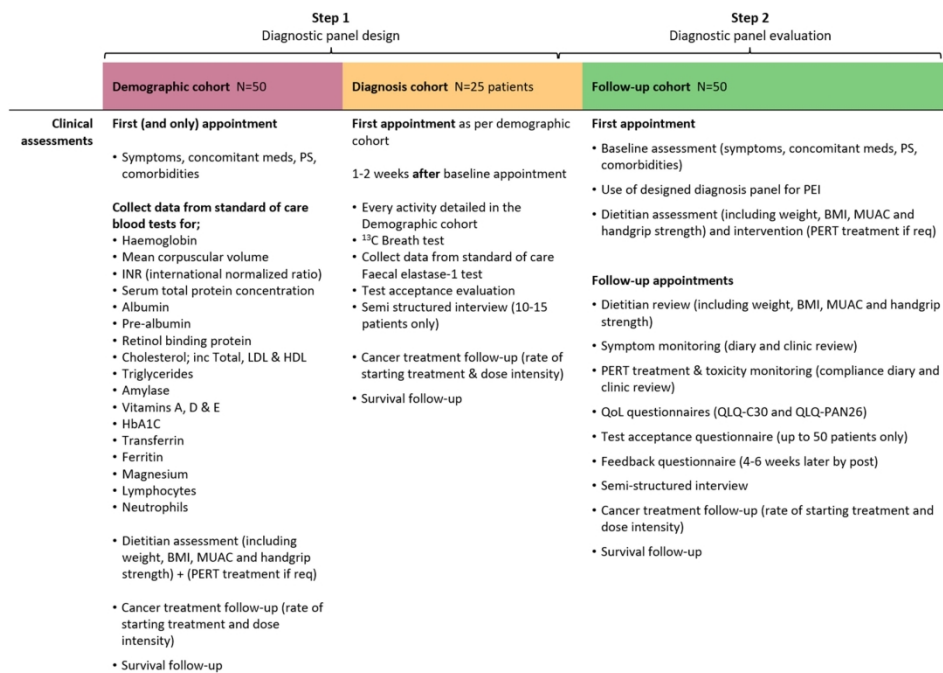 Step 1
Diagnostic panel design
Step 2
Diagnostic panel evaluation
Demographic cohort N=50
Diagnosis cohort N=25 patients
Follow-up cohort N=50
Clinical
assessments
First (and only) appointment
• Symptoms, concomitant meds, PS,
comorbidities
Collect data from standard of care
blood tests for;
• Haemoglobin
• Mean corpuscular volume
• INR (international normalized ratio)
• Serum total protein concentration
• Albumin
• Pre-albumin
• Retinol binding protein
• Cholesterol; inc Total, LDL & HDL
• Triglycerides
• Amylase
• Vitamins A, D & E
• HbA1C
• Transferrin
• Ferritin
• Magnesium
• Lymphocytes
• Neutrophils
• Dietitian assessment (including
weight, BMI, MUAC and handgrip
strength) + (PERT treatment if req)
• Cancer treatment follow-up (rate of
starting treatment and dose
intensity)
• Survival follow-up
First appointment as per demographic
cohort
1-2 weeks after baseline appointment
• Every activity detailed in the
Demographic cohort
• ¹³C Breath test
• Collect data from standard of care
Faecal elastase-1 test
• Test acceptance evaluation
• Semi structured interview (10-15
patients only)
• Cancer treatment follow-up (rate of
starting treatment & dose intensity)
• Survival follow-up
First appointment
• Baseline assessment (symptoms, concomitant meds, PS,
comorbidities)
• Use of designed diagnosis panel for PEI
• Dietitian assessment (including weight, BMI, MUAC and
handgrip strength) and intervention (PERT treatment if req)
Follow-up appointments
• Dietitian review (including weight, BMI, MUAC and handgrip
strength)
• Symptom monitoring (diary and clinic review)
• PERT treatment & toxicity monitoring (compliance diary and
clinic review)
• QoL questionnaires (QLQ-C30 and QLQ-PAN26)
• Test acceptance questionnaire (up to 50 patients only)
• Feedback questionnaire (4-6 weeks later by post)
• Semi-structured interview
• Cancer treatment follow-up (rate of starting treatment and
dose intensity)
• Survival follow-up